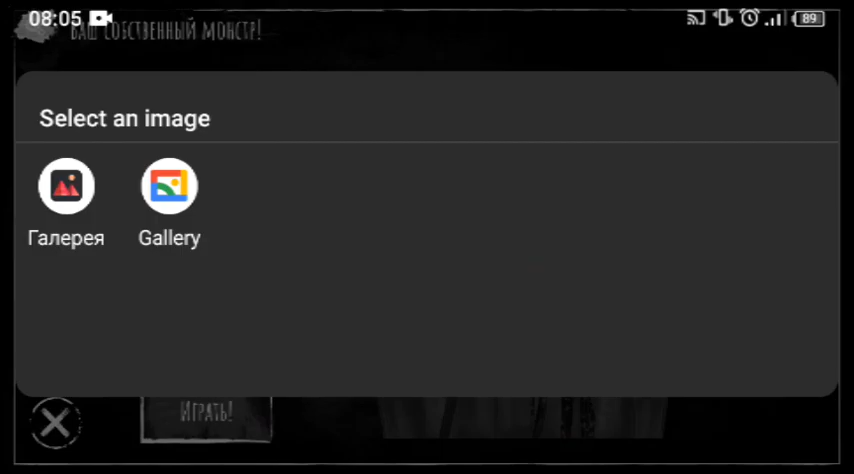 08:05
89
ВАШ СОБСТВЕННЫЙ МОНСТР!
Select an image
Галерея
Gallery
ИГРАТЬ!